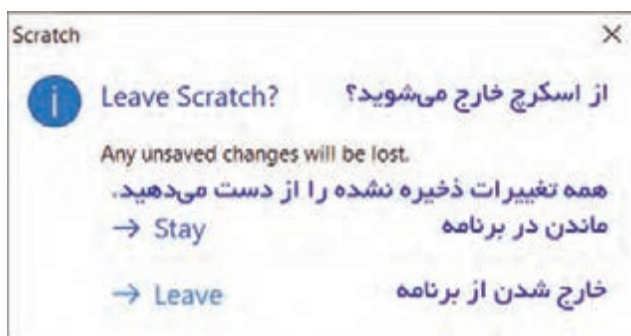 Scratch
Leave Scratch? از اسکرچ خارج می‌شوید؟
Any unsaved changes will be lost.
همه تغییرات ذخیره نشده را از دست می‌دهید.
→ Stay ماندن در برنامه
→ Leave خارج شدن از برنامه